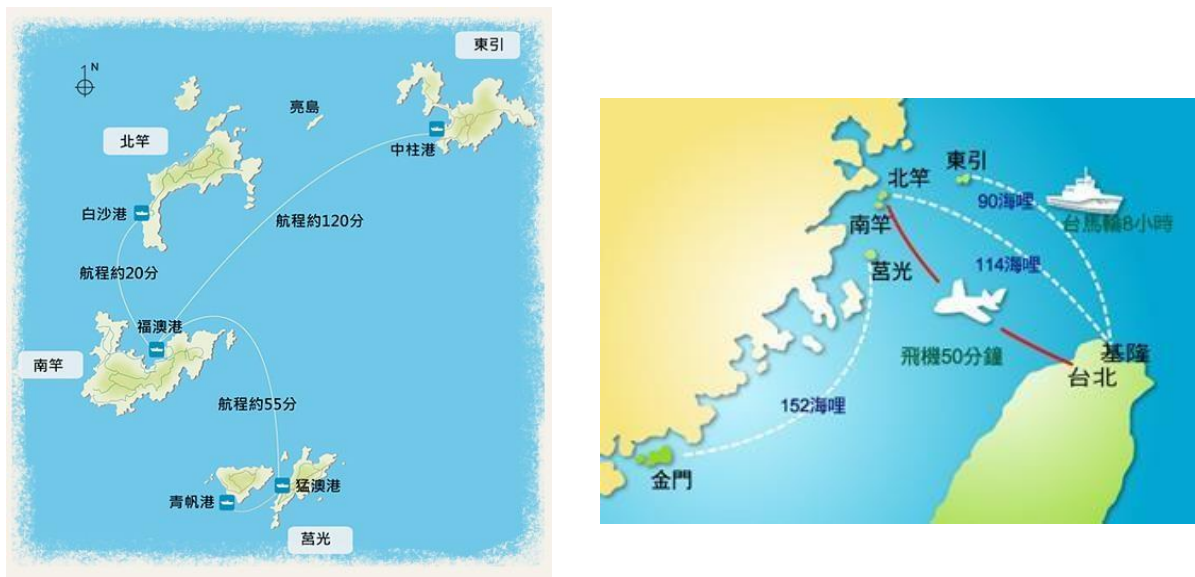 東引
N
亮島
北竿
中柱港
白沙港
航程約120分
航程約20分
福澳港
南竿
航程約55分
猛澳港
青帆港
莒光
東引
北竿
90海哩
南竿
台馬輪8小時
莒光
114海哩
飛機50分鐘
基隆
台北
152海哩
金門